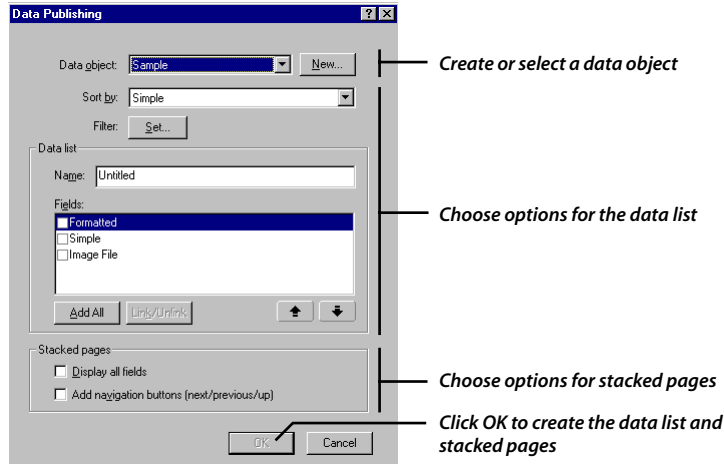 Data Publishing
Data object: Sample New...
Create or select a data object
Sort by: Simple
Filter: Set...
Data list
Name: Untitled
Fields:
Formatted
Simple
Image File
Choose options for the data list
Add All Link/Unlink
Stacked pages
Display all fields
Add navigation buttons (next/previous/up)
Choose options for stacked pages
OK Cancel
Click OK to create the data list and
stacked pages